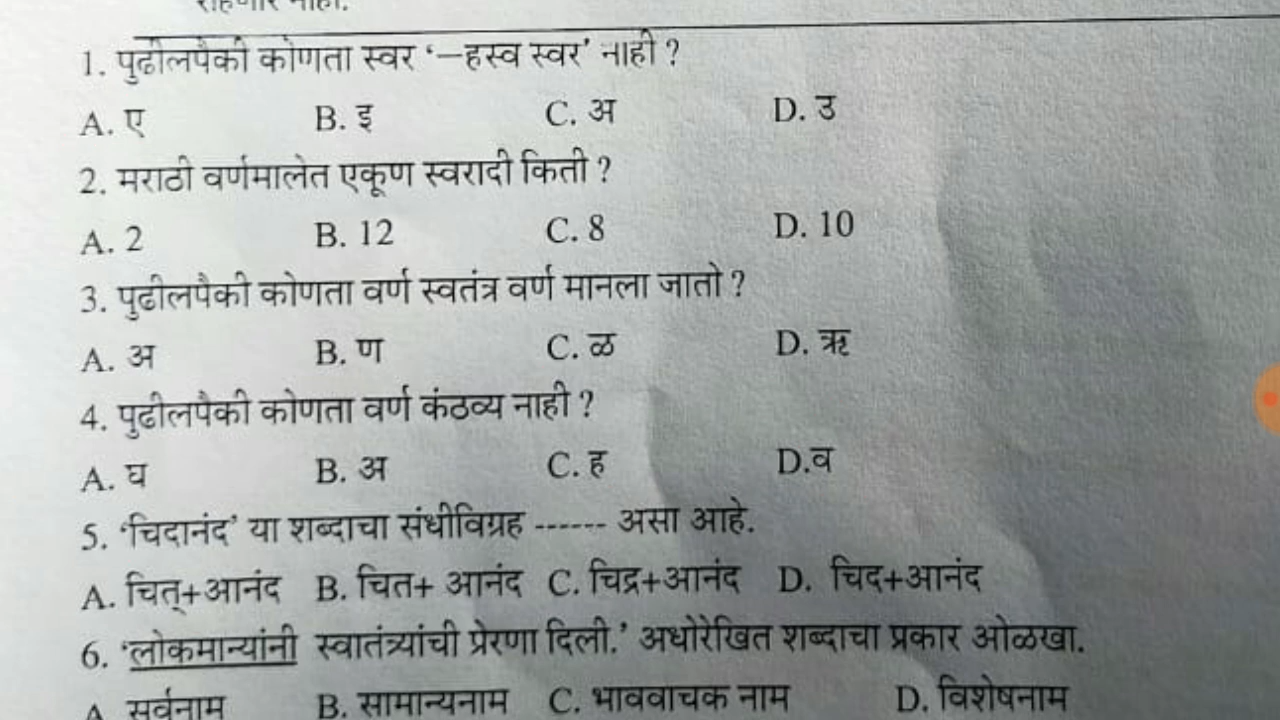 राहणार नाही.
1. पुढीलपैकी कोणता स्वर ‘–हस्व स्वर’ नाही ?
A. ए B. इ C. अ D. उ
2. मराठी वर्णमालेत एकूण स्वरादी किती ?
A. 2 B. 12 C. 8 D. 10
3. पुढीलपैकी कोणता वर्ण स्वतंत्र वर्ण मानला जातो ?
A. अ B. ण C. ळ D. ऋ
4. पुढीलपैकी कोणता वर्ण कंठव्य नाही ?
A. घ B. अ C. ह D.व
5. ‘चिदानंद’ या शब्दाचा संधीविग्रह ------ असा आहे.
A. चित्+आनंद B. चित+ आनंद C. चिद्र+आनंद D. चिद+आनंद
6. ‘लोकमान्यांनी स्वातंत्र्यांची प्रेरणा दिली.’ अधोरेखित शब्दाचा प्रकार ओळखा.
A. सर्वनाम B. सामान्यनाम C. भाववाचक नाम D. विशेषनाम